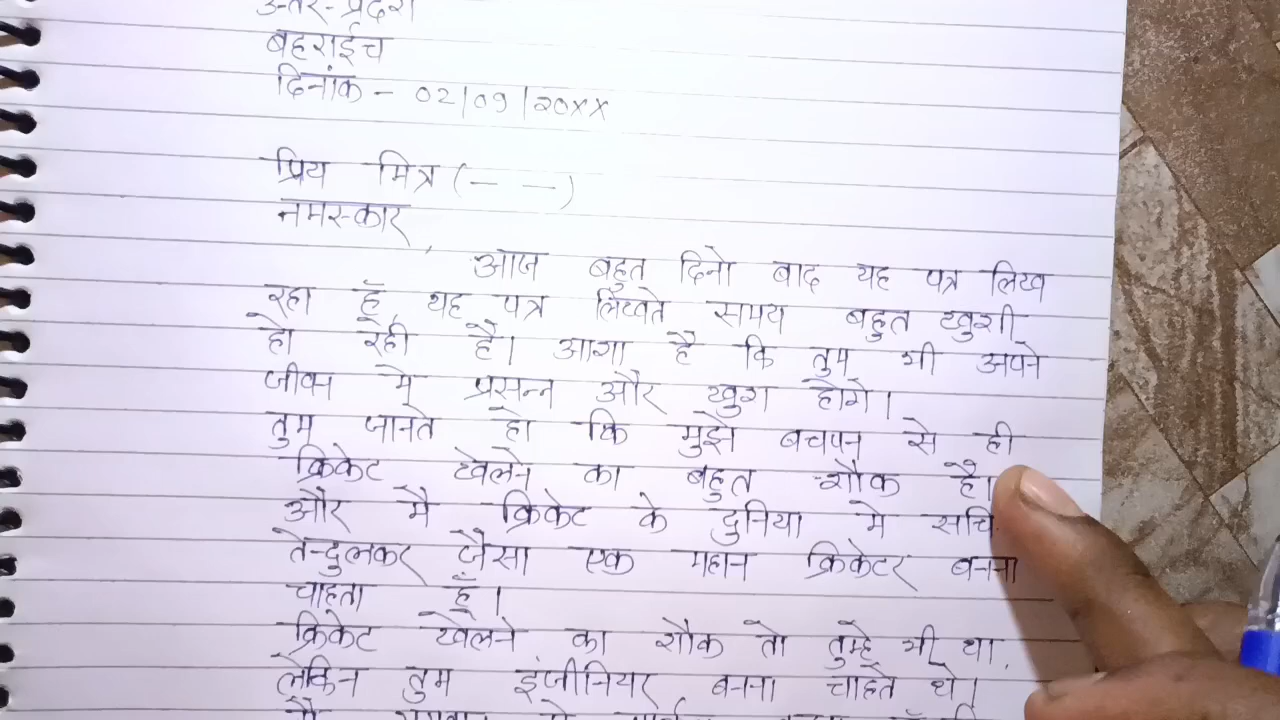 उत्तर-प्रदेश
बहराईच
दिनांक - 02/09/20xx
प्रिय मित्र (— —)
नमस्कार,
आज बहुत दिनो बाद यह पत्र लिख
रहा हूँ, यह पत्र लिखते समय बहुत खुशी
हो रही है। आशा है कि तुम भी अपने
जीवन मे प्रसन्न और खुश होगे।
तुम जानते हो कि मुझे बचपन से ही
क्रिकेट खेलने का बहुत शौक है।
और मै क्रिकेट के दुनिया मे सचि
तेन्दुलकर जैसा एक महान क्रिकेटर बनना
चाहता हूँ।
क्रिकेट खेलने का शौक तो तुम्हे भी था,
लेकिन तुम इंजीनियर बनना चाहते थे।